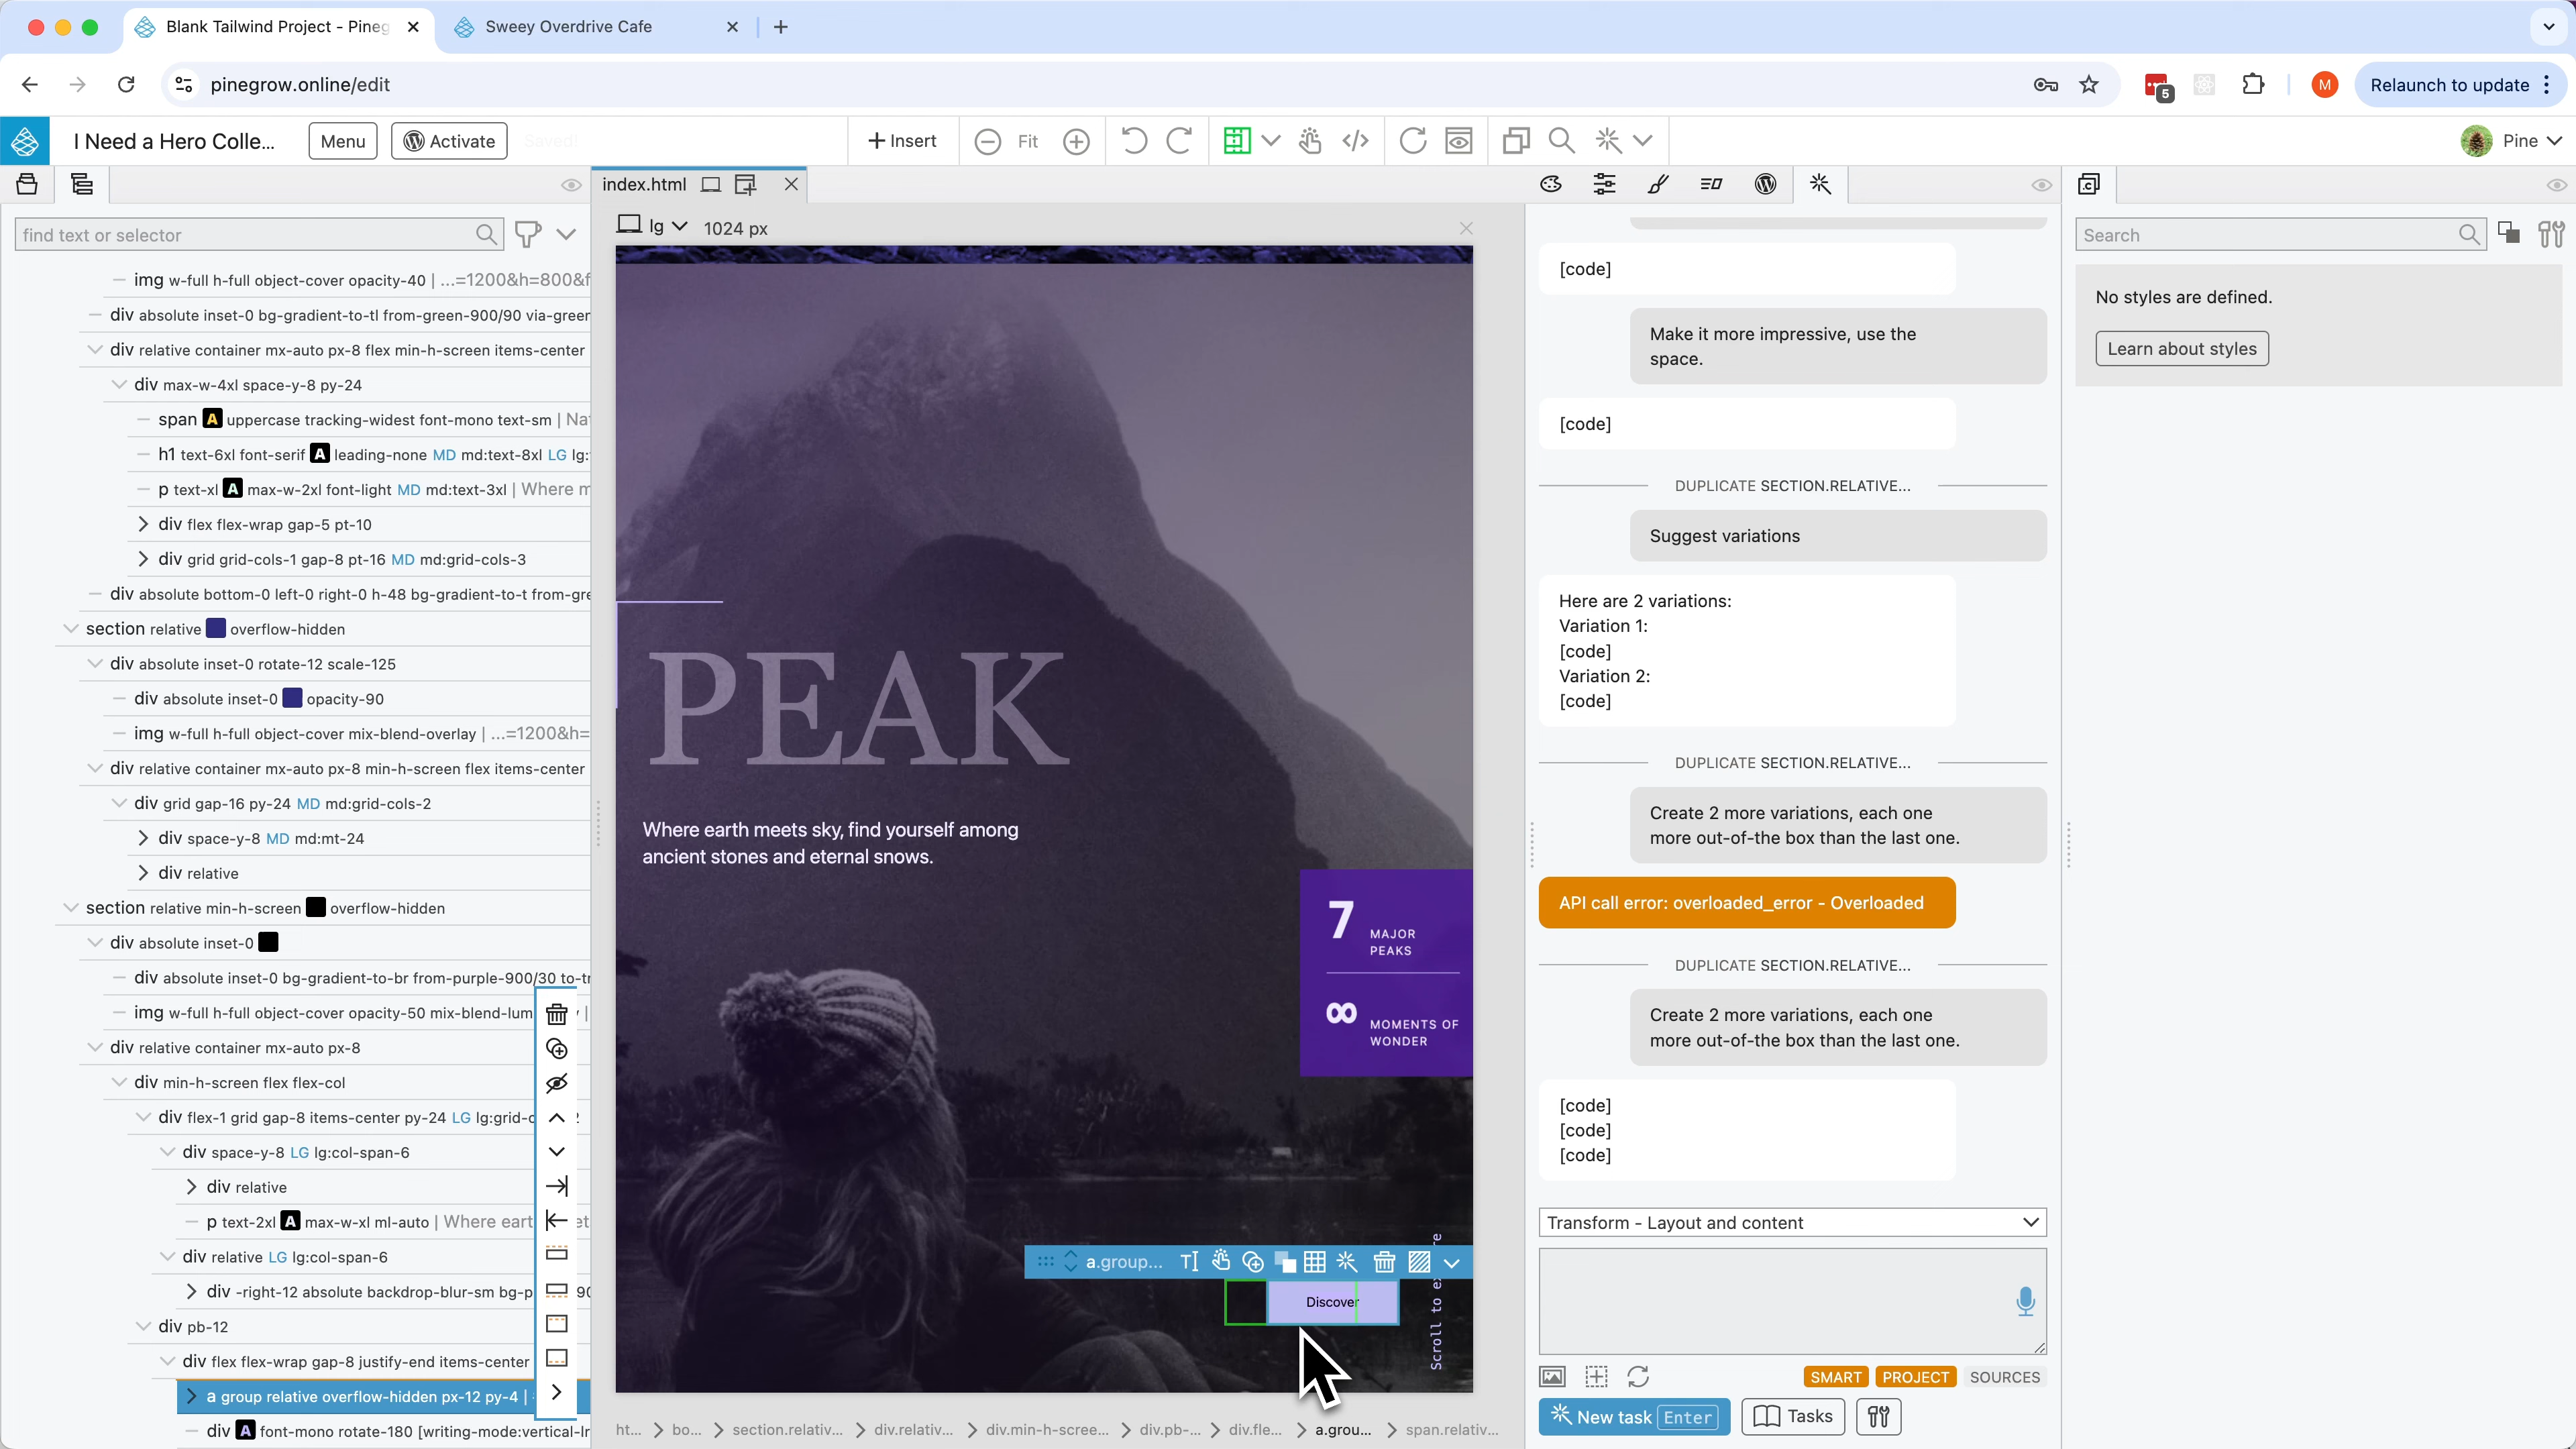 Blank Tailwind Project - Pineg
Sweey Overdrive Cafe
pinegrow.online/edit
5
M
Relaunch to update
I Need a Hero Colle...
Menu
Activate
Saved!
Insert
Fit
Pine
index.html
find text or selector
lg
1024 px
img w-full h-full object-cover opacity-40 | ...=1200&h=800&f
div absolute inset-0 bg-gradient-to-tl from-green-900/90 via-green
div relative container mx-auto px-8 flex min-h-screen items-center
div max-w-4xl space-y-8 py-24
span A uppercase tracking-widest font-mono text-sm | Na
h1 text-6xl font-serif A leading-none MD md:text-8xl LG lg:
p text-xl A max-w-2xl font-light MD md:text-3xl | Where m
div flex flex-wrap gap-5 pt-10
div grid grid-cols-1 gap-8 pt-16 MD md:grid-cols-3
div absolute bottom-0 left-0 right-0 h-48 bg-gradient-to-t from-gre
section relative overflow-hidden
div absolute inset-0 rotate-12 scale-125
div absolute inset-0 opacity-90
img w-full h-full object-cover mix-blend-overlay | ...=1200&h=
div relative container mx-auto px-8 min-h-screen flex items-center
div grid gap-16 py-24 MD md:grid-cols-2
div space-y-8 MD md:mt-24
div relative
section relative min-h-screen overflow-hidden
div absolute inset-0
div absolute inset-0 bg-gradient-to-br from-purple-900/30 to-tr
img w-full h-full object-cover opacity-50 mix-blend-lum
div relative container mx-auto px-8
div min-h-screen flex flex-col
div flex-1 grid gap-8 items-center py-24 LG lg:grid-c
div space-y-8 LG lg:col-span-6
div relative
p text-2xl A max-w-xl ml-auto | Where eart
div relative LG lg:col-span-6
div -right-12 absolute backdrop-blur-sm bg-p
div pb-12
div flex flex-wrap gap-8 justify-end items-center
a group relative overflow-hidden px-12 py-4 |
div A font-mono rotate-180 [writing-mode:vertical-lr
PEAK
Where earth meets sky, find yourself among
ancient stones and eternal snows.
7 MAJOR
PEAKS
∞ MOMENTS OF
WONDER
a.group...
Discover
Scroll to ex re
ht... bo... section.relativ... div.relativ... div.min-h-scree... div.pb-... div.fle... a.grou... span.relativ...
[code]
Make it more impressive, use the
space.
[code]
DUPLICATE SECTION.RELATIVE...
Suggest variations
Here are 2 variations:
Variation 1:
[code]
Variation 2:
[code]
DUPLICATE SECTION.RELATIVE...
Create 2 more variations, each one
more out-of-the box than the last one.
API call error: overloaded_error - Overloaded
DUPLICATE SECTION.RELATIVE...
Create 2 more variations, each one
more out-of-the box than the last one.
[code]
[code]
[code]
Transform - Layout and content
SMART PROJECT SOURCES
New task Enter
Tasks
Search
No styles are defined.
Learn about styles